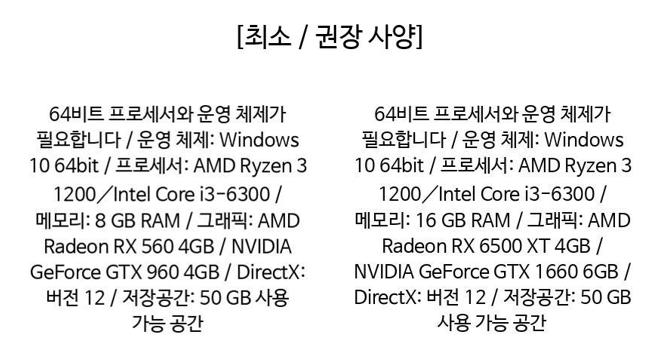 [최소 / 권장 사양]
64비트 프로세서와 운영 체제가
필요합니다 / 운영 체제: Windows
10 64bit / 프로세서: AMD Ryzen 3
1200／Intel Core i3-6300 /
메모리: 8 GB RAM / 그래픽: AMD
Radeon RX 560 4GB / NVIDIA
GeForce GTX 960 4GB / DirectX:
버전 12 / 저장공간: 50 GB 사용
가능 공간
64비트 프로세서와 운영 체제가
필요합니다 / 운영 체제: Windows
10 64bit / 프로세서: AMD Ryzen 3
1200／Intel Core i3-6300 /
메모리: 16 GB RAM / 그래픽: AMD
Radeon RX 6500 XT 4GB /
NVIDIA GeForce GTX 1660 6GB /
DirectX: 버전 12 / 저장공간: 50 GB
사용 가능 공간